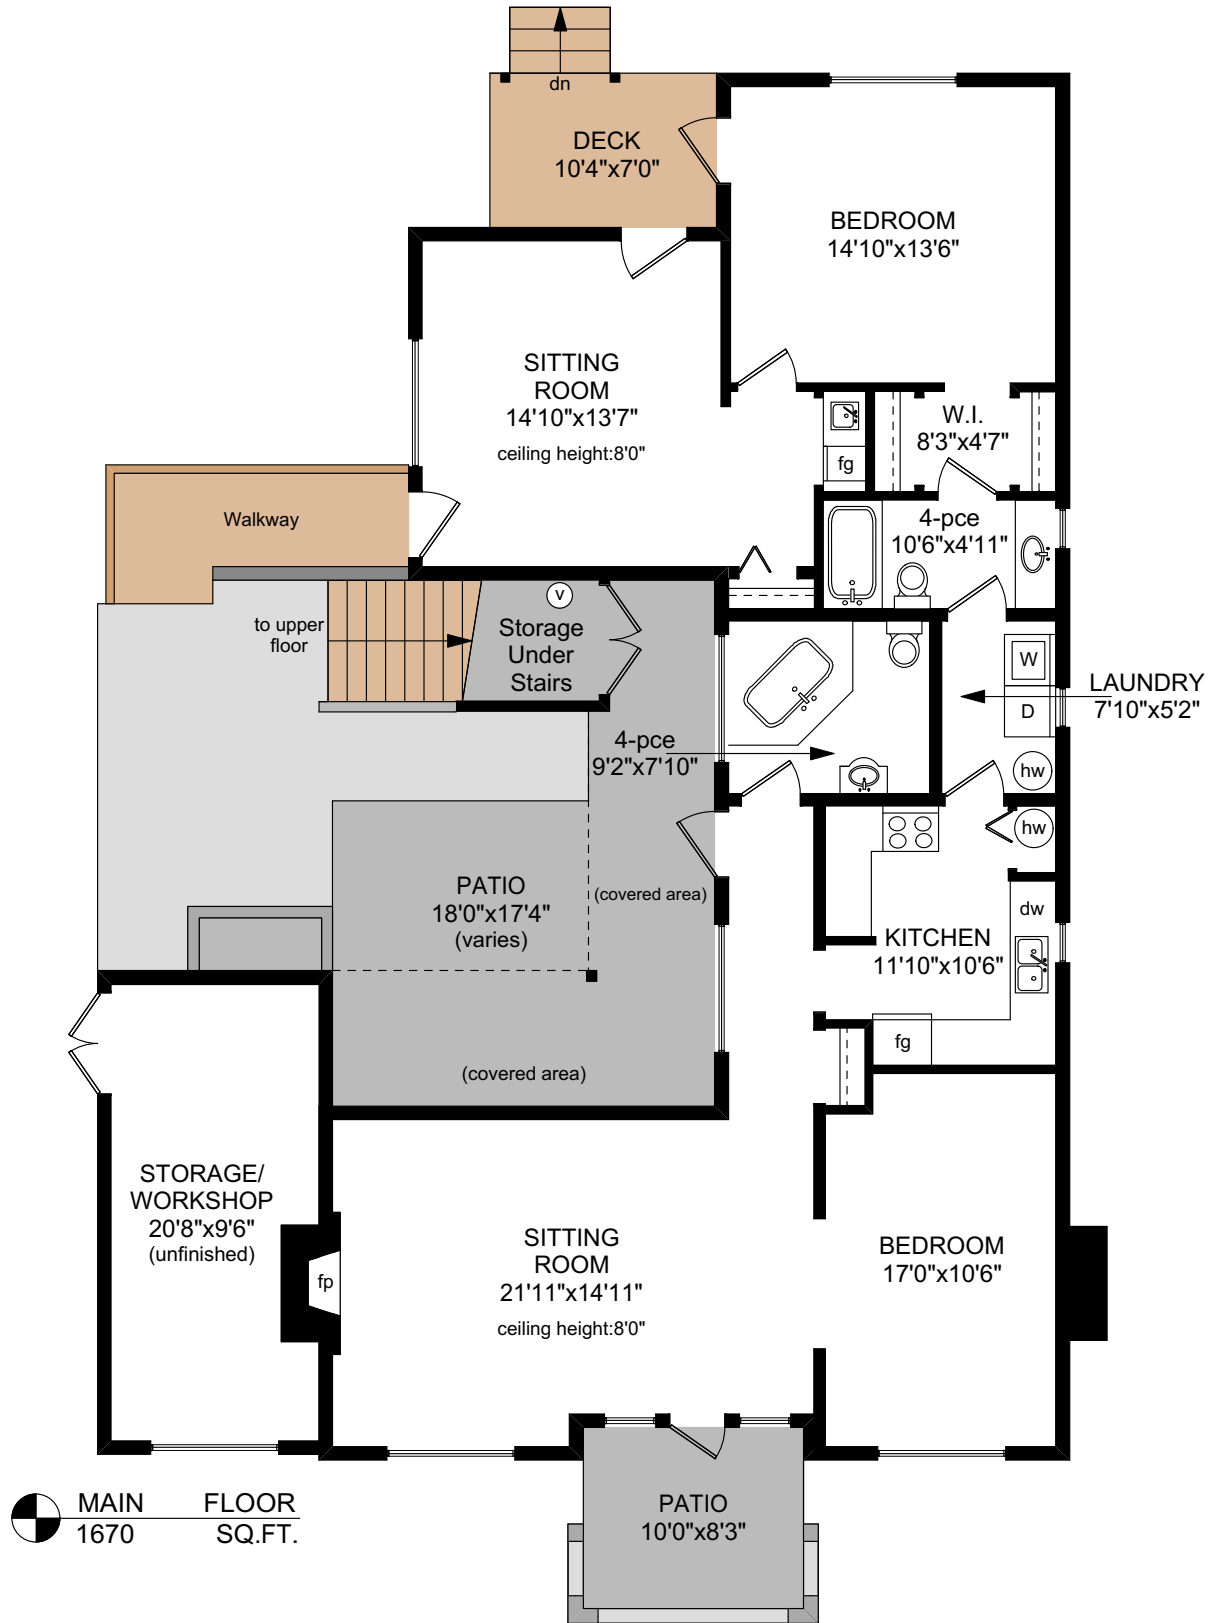 dn
DECK
10'4"x7'0"
BEDROOM
14'10"x13'6"
SITTING
ROOM
14'10"x13'7"
ceiling height:8'0"
W.I.
8'3"x4'7"
fg
Walkway
4-pce
10'6"x4'11"
to upper
floor
v
Storage
Under
Stairs
W
D
LAUNDRY
7'10"x5'2"
4-pce
9'2"x7'10"
hw
hw
PATIO
18'0"x17'4"
(varies)
(covered area)
dw
KITCHEN
11'10"x10'6"
fg
(covered area)
STORAGE/
WORKSHOP
20'8"x9'6"
(unfinished)
fp
SITTING
ROOM
21'11"x14'11"
ceiling height:8'0"
BEDROOM
17'0"x10'6"
MAIN FLOOR
1670 SQ.FT.
PATIO
10'0"x8'3"